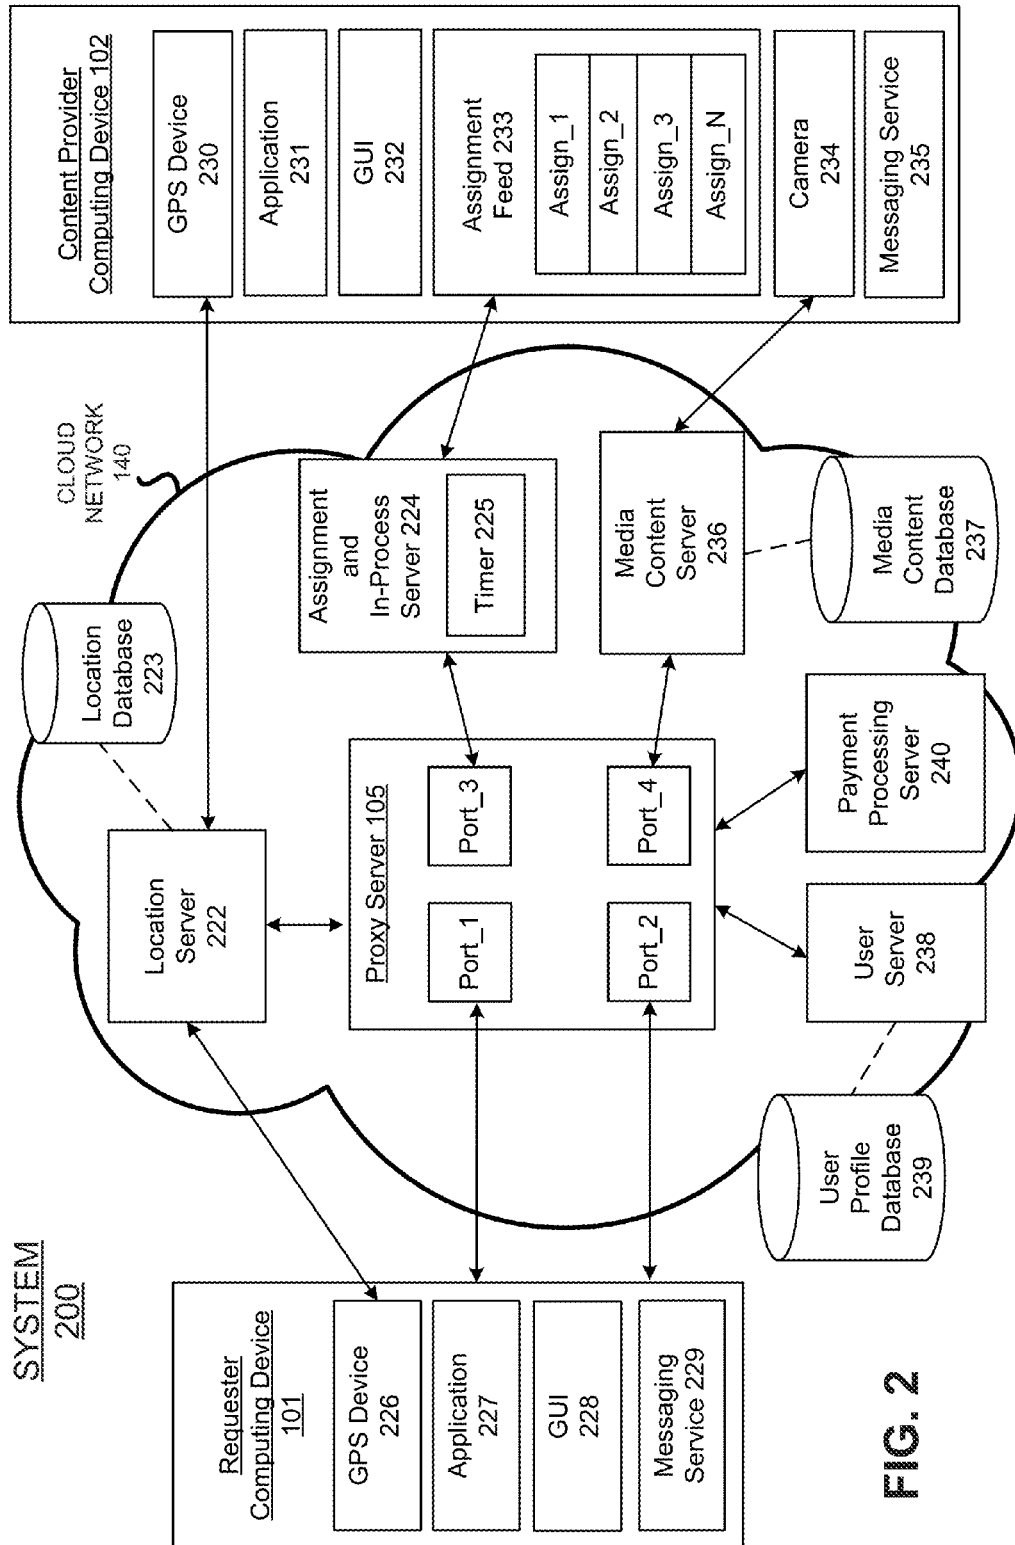 SYSTEM
200
Requester
Computing Device
101
GPS Device
226
Application
227
GUI
228
Messaging
Service 229
CLOUD
NETWORK
140
Location
Database
223
Location
Server
222
Proxy Server 105
Port_1
Port_3
Port_2
Port_4
Assignment
and
In-Process
Server 224
Timer 225
Media
Content
Server
236
Media
Content
Database
237
User
Profile
Database
239
User
Server
238
Payment
Processing
Server
240
Content Provider
Computing Device 102
GPS Device
230
Application
231
GUI
232
Assignment
Feed 233
Assign_1
Assign_2
Assign_3
Assign_N
Camera
234
Messaging Service
235
FIG. 2